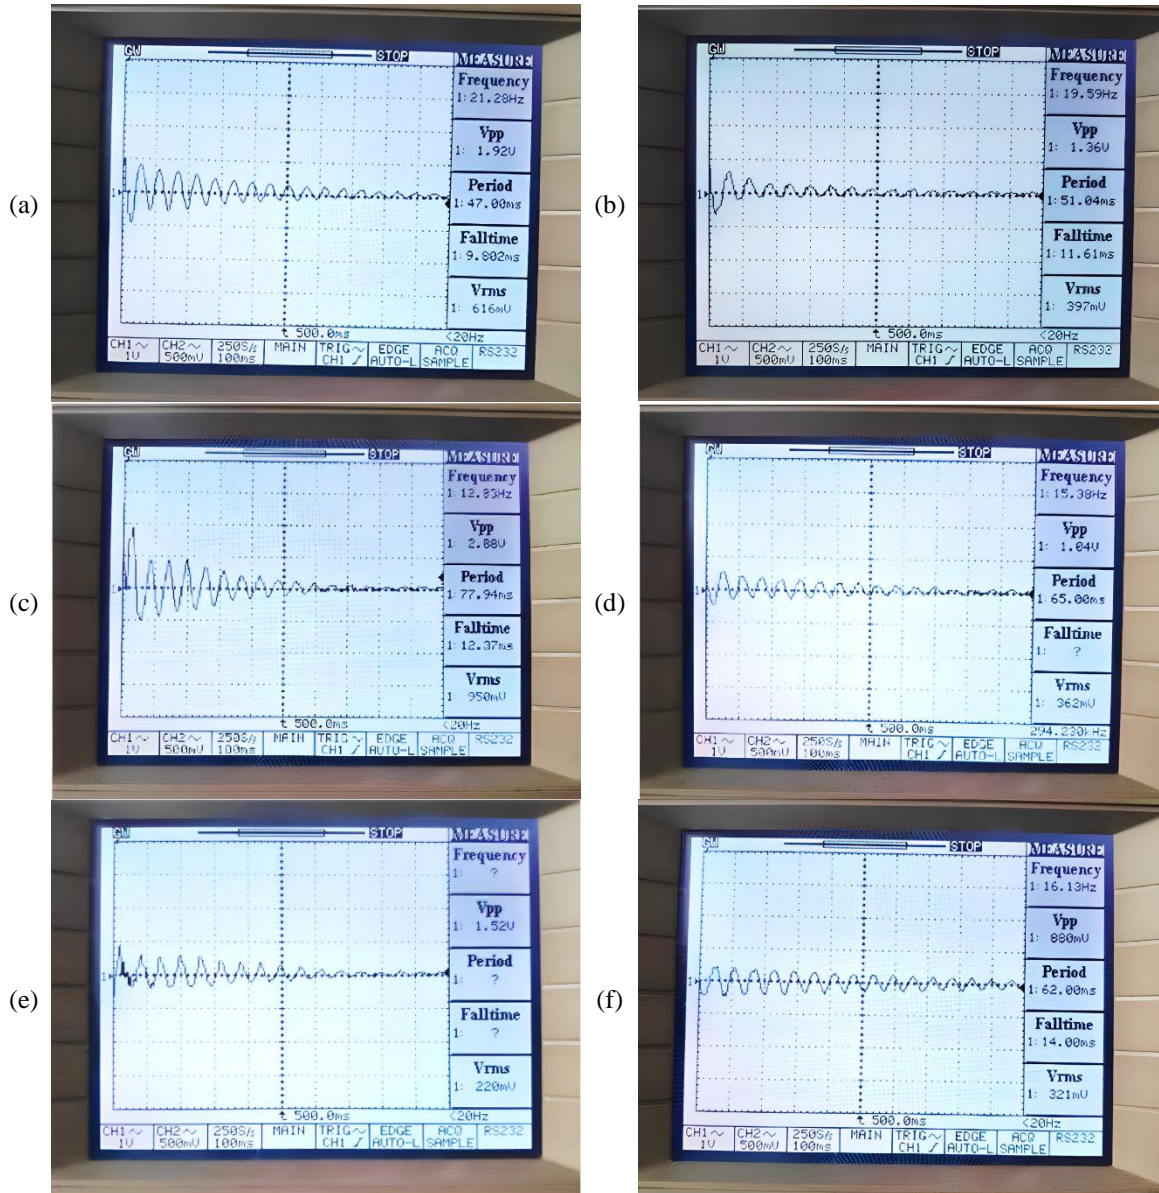 (a)
GW STOP MEASURE
Frequency
1: 21.28Hz
Vpp
1: 1.92V
Period
1: 47.00ms
Falltime
1: 9.802ms
Vrms
1: 616mV
1
500.0ms <20Hz
CH1~ CH2~ 250S/s MAIN TRIG~ EDGE ACQ RS232
1V 500mV 100ms CH1 AUTO-L SAMPLE
(b)
GW STOP MEASURE
Frequency
1: 19.59Hz
Vpp
1: 1.36V
Period
1: 51.04ms
Falltime
1: 11.61ms
Vrms
1: 397mV
1
500.0ms <20Hz
CH1~ CH2~ 250S/s MAIN TRIG~ EDGE ACQ RS232
1V 500mV 100ms CH1 AUTO-L SAMPLE
(c)
GW STOP MEASURE
Frequency
1: 12.83Hz
Vpp
1: 2.88V
Period
1: 77.94ms
Falltime
1: 12.37ms
Vrms
1: 950mV
1
500.0ms <20Hz
CH1~ CH2~ 250S/s MAIN TRIG~ EDGE ACQ RS232
1V 500mV 100ms CH1 AUTO-L SAMPLE
(d)
GW STOP MEASURE
Frequency
1: 15.38Hz
Vpp
1: 1.04V
Period
1: 65.00ms
Falltime
1: ?
Vrms
1: 362mV
1
500.0ms 294.230kHz
CH1~ CH2~ 250S/s MAIN TRIG~ EDGE ACQ RS232
1V 500mV 100ms CH1 AUTO-L SAMPLE
(e)
GW STOP MEASURE
Frequency
1: ?
Vpp
1: 1.52V
Period
1: ?
Falltime
1: ?
Vrms
1: 220mV
1
500.0ms <20Hz
CH1~ CH2~ 250S/s MAIN TRIG~ EDGE ACQ RS232
1V 500mV 100ms CH1 AUTO-L SAMPLE
(f)
GW STOP MEASURE
Frequency
1: 16.13Hz
Vpp
1: 880mV
Period
1: 62.00ms
Falltime
1: 14.00ms
Vrms
1: 321mV
1
500.0ms <20Hz
CH1~ CH2~ 250S/s MAIN TRIG~ EDGE ACQ RS232
1V 500mV 100ms CH1 AUTO-L SAMPLE